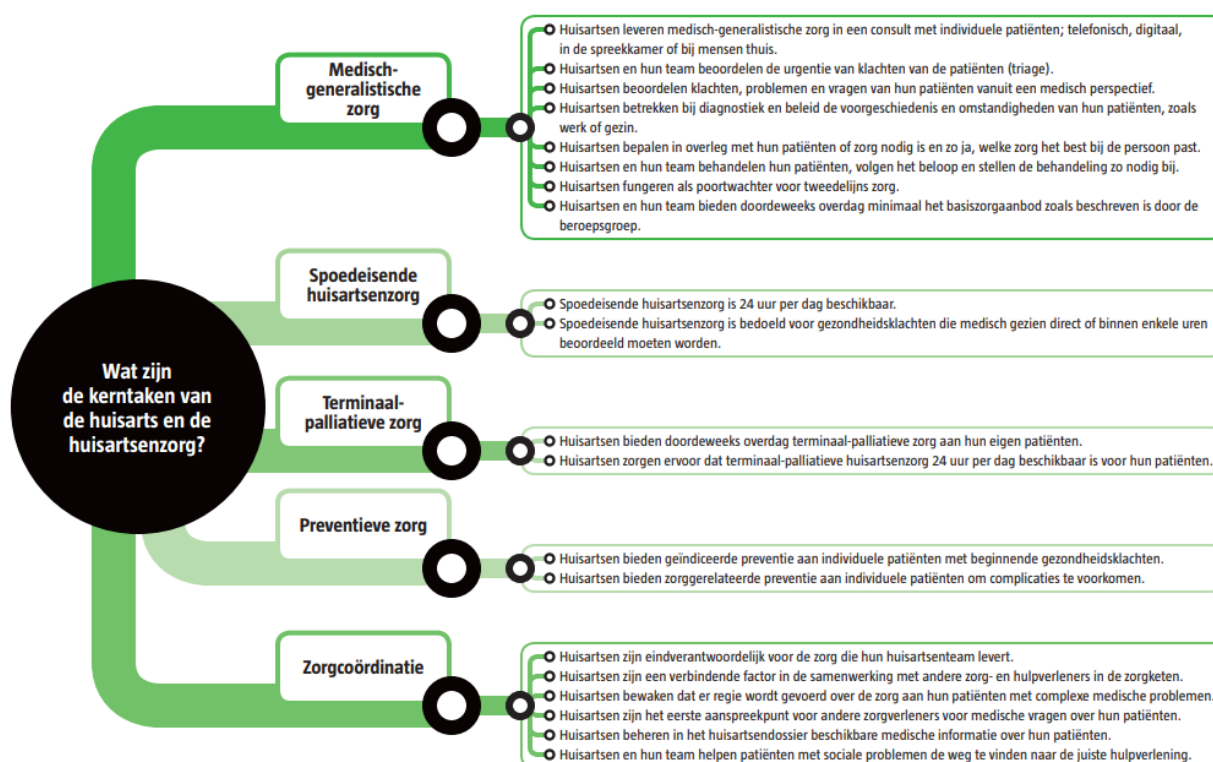 Wat zijn
de kerntaken van
de huisarts en de
huisartsenzorg?
Medisch-
generalistische
zorg
Huisartsen leveren medisch-generalistische zorg in een consult met individuele patiënten; telefonisch, digitaal,
in de spreekkamer of bij mensen thuis.
Huisartsen en hun team beoordelen de urgentie van klachten van de patiënten (triage).
Huisartsen beoordelen klachten, problemen en vragen van hun patiënten vanuit een medisch perspectief.
Huisartsen betrekken bij diagnostiek en beleid de voorgeschiedenis en omstandigheden van hun patiënten, zoals
werk of gezin.
Huisartsen bepalen in overleg met hun patiënten of zorg nodig is en zo ja, welke zorg het best bij de persoon past.
Huisartsen en hun team behandelen hun patiënten, volgen het beloop en stellen de behandeling zo nodig bij.
Huisartsen fungeren als poortwachter voor tweedelijns zorg.
Huisartsen en hun team bieden doordeweeks overdag minimaal het basiszorgaanbod zoals beschreven is door de
beroepsgroep.
Spoedeisende
huisartsenzorg
Spoedeisende huisartsenzorg is 24 uur per dag beschikbaar.
Spoedeisende huisartsenzorg is bedoeld voor gezondheidsklachten die medisch gezien direct of binnen enkele uren
beoordeeld moeten worden.
Terminaal-
palliatieve zorg
Huisartsen bieden doordeweeks overdag terminaal-palliatieve zorg aan hun eigen patiënten.
Huisartsen zorgen ervoor dat terminaal-palliatieve huisartsenzorg 24 uur per dag beschikbaar is voor hun patiënten.
Preventieve zorg
Huisartsen bieden geïndiceerde preventie aan individuele patiënten met beginnende gezondheidsklachten.
Huisartsen bieden zorggerelateerde preventie aan individuele patiënten om complicaties te voorkomen.
Zorgcoördinatie
Huisartsen zijn eindverantwoordelijk voor de zorg die hun huisartsenteam levert.
Huisartsen zijn een verbindende factor in de samenwerking met andere zorg- en hulpverleners in de zorgketen.
Huisartsen bewaken dat er regie wordt gevoerd over de zorg aan hun patiënten met complexe medische problemen.
Huisartsen zijn het eerste aanspreekpunt voor andere zorgverleners voor medische vragen over hun patiënten.
Huisartsen beheren in het huisartsendossier beschikbare medische informatie over hun patiënten.
Huisartsen en hun team helpen patiënten met sociale problemen de weg te vinden naar de juiste hulpverlening.